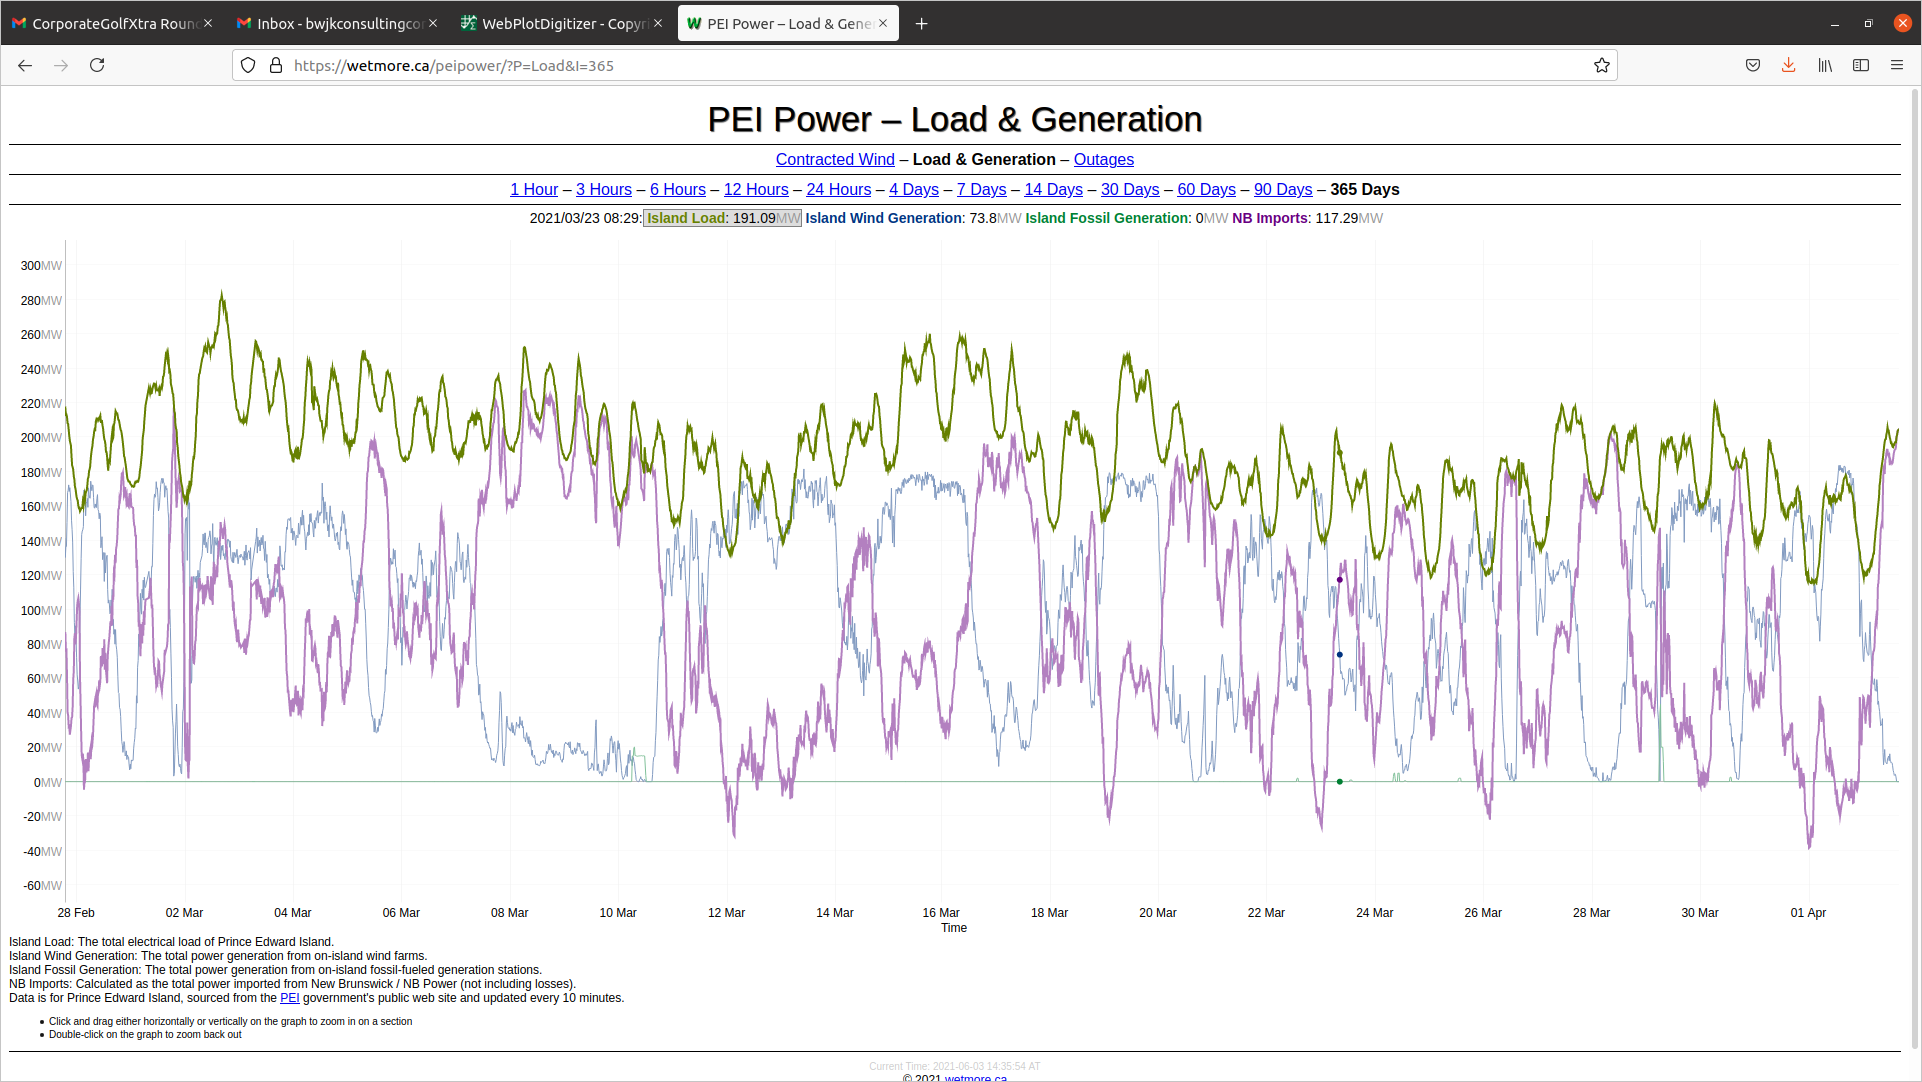 CorporateGolfXtra Roun
Inbox - bwjkconsultingco
WebPlotDigitizer - Copyr
PEI Power – Load & Gene
https://wetmore.ca/peipower/?P=Load&I=365
PEI Power – Load & Generation
Contracted Wind – Load & Generation – Outages
1 Hour – 3 Hours – 6 Hours – 12 Hours – 24 Hours – 4 Days – 7 Days – 14 Days – 30 Days – 60 Days – 90 Days – 365 Days
2021/03/23 08:29: Island Load: 191.09MW Island Wind Generation: 73.8MW Island Fossil Generation: 0MW NB Imports: 117.29MW
300MW
280MW
260MW
240MW
220MW
200MW
180MW
160MW
140MW
120MW
100MW
80MW
60MW
40MW
20MW
0MW
-20MW
-40MW
-60MW
28 Feb 02 Mar 04 Mar 06 Mar 08 Mar 10 Mar 12 Mar 14 Mar 16 Mar 18 Mar 20 Mar 22 Mar 24 Mar 26 Mar 28 Mar 30 Mar 01 Apr
Time
Island Load: The total electrical load of Prince Edward Island.
Island Wind Generation: The total power generation from on-island wind farms.
Island Fossil Generation: The total power generation from on-island fossil-fueled generation stations.
NB Imports: Calculated as the total power imported from New Brunswick / NB Power (not including losses).
Data is for Prince Edward Island, sourced from the PEI government's public web site and updated every 10 minutes.
• Click and drag either horizontally or vertically on the graph to zoom in on a section
• Double-click on the graph to zoom back out
Current Time: 2021-06-03 14:35:54 AT
© 2021 wetmore.ca